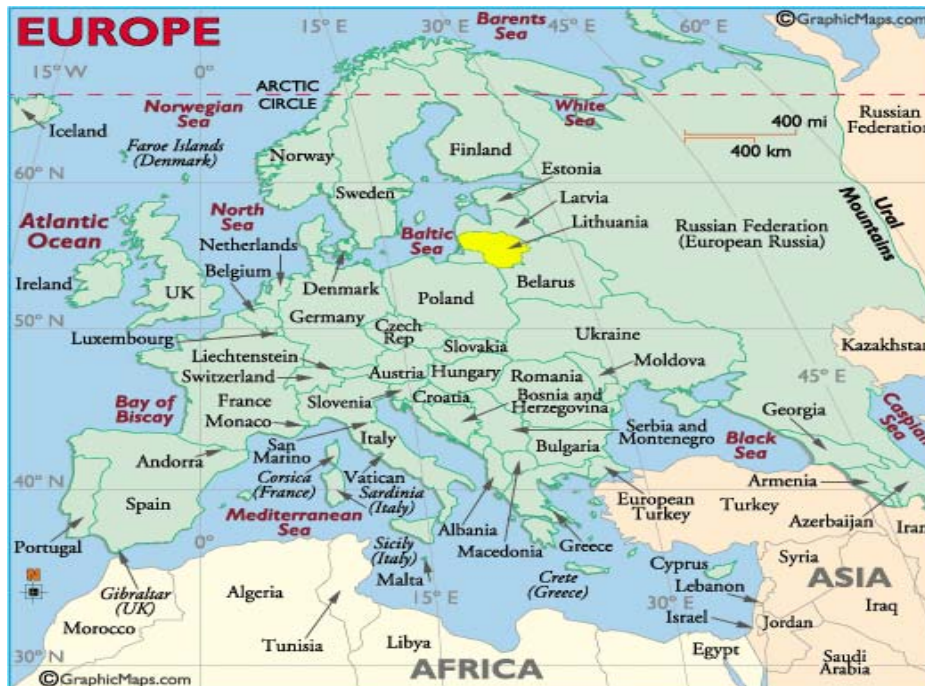 EUROPE
15° W
0°
15° E
30° E
Barents
Sea
45° E
60° E
©GraphicMaps.com
ARCTIC
CIRCLE
Norwegian
Sea
White
Sea
Iceland
Faroe Islands
(Denmark)
400 mi
400 km
Russian
Federation
Norway
Finland
Sweden
Estonia
60° N
Latvia
Lithuania
Atlantic
Ocean
North
Sea
Baltic
Sea
Russian Federation
(European Russia)
Ural
Mountains
Netherlands
Belgium
Ireland
UK
Denmark
Poland
Belarus
50° N
Germany
Luxembourg
Czech
Rep
Ukraine
Slovakia
Kazakhstan
Liechtenstein
Switzerland
Austria
Hungary
Moldova
Romania
45° E
Bay of
Biscay
France
Slovenia
Croatia
Bosnia and
Herzegovina
Monaco
Georgia
Caspian
Sea
San
Marino
Italy
Serbia and
Montenegro
Black
Sea
Andorra
Bulgaria
Corsica
(France)
Vatican
Sardinia
(Italy)
Armenia
40° N
Spain
European
Turkey
Turkey
Azerbaijan
Mediterranean
Sea
Albania
Macedonia
Greece
Iran
Portugal
0°
Sicily
(Italy)
Malta
Crete
(Greece)
Cyprus
Syria
Lebanon
ASIA
N
Gibraltar
(UK)
Algeria
15° E
30° E
Israel
Jordan
Iraq
Morocco
Tunisia
Libya
Egypt
Saudi
Arabia
30° N
AFRICA
©GraphicMaps.com